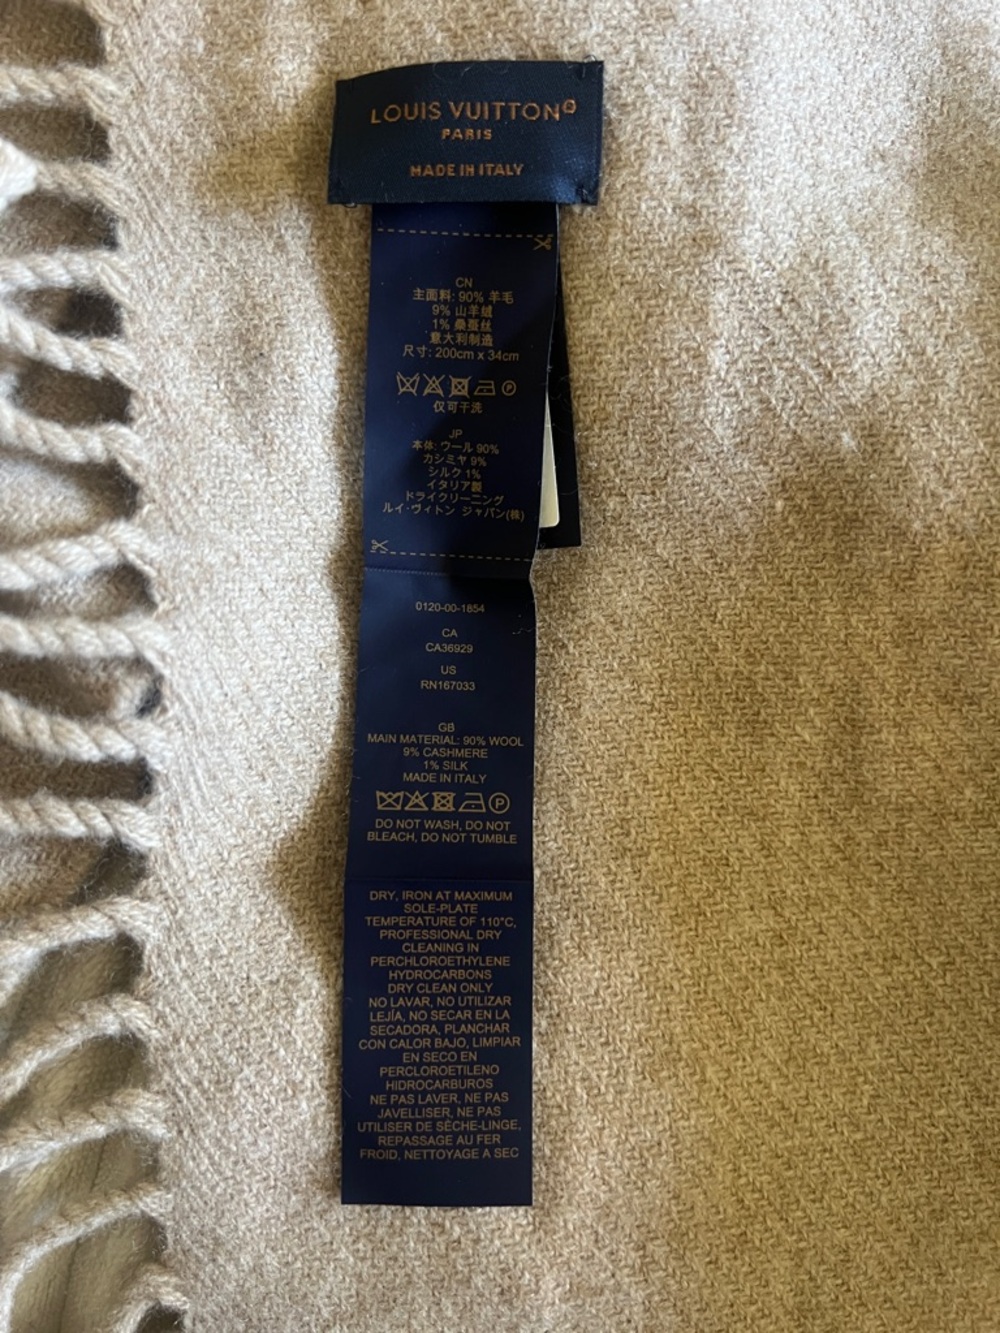 LOUIS VUITTON®
PARIS
MADE IN ITALY
CN
主面料: 90% 羊毛
9% 山羊绒
1% 桑蚕丝
意大利制造
尺寸: 200cm x 34cm
P
仅可干洗
JP
本体: ウール 90%
カシミヤ 9%
シルク 1%
イタリア製
ドライクリーニング
ルイ・ヴィトン ジャパン(株)
0120-00-1854
CA
CA36929
US
RN167033
GB
MAIN MATERIAL: 90% WOOL
9% CASHMERE
1% SILK
MADE IN ITALY
P
DO NOT WASH, DO NOT
BLEACH, DO NOT TUMBLE
DRY, IRON AT MAXIMUM
SOLE-PLATE
TEMPERATURE OF 110°C,
PROFESSIONAL DRY
CLEANING IN
PERCHLOROETHYLENE
HYDROCARBONS
DRY CLEAN ONLY
NO LAVAR, NO UTILIZAR
LEJÍA, NO SECAR EN LA
SECADORA, PLANCHAR
CON CALOR BAJO, LIMPIAR
EN SECO EN
PERCLOROETILENO
HIDROCARBUROS
NE PAS LAVER, NE PAS
JAVELLISER, NE PAS
UTILISER DE SÈCHE-LINGE,
REPASSAGE AU FER
FROID, NETTOYAGE A SEC